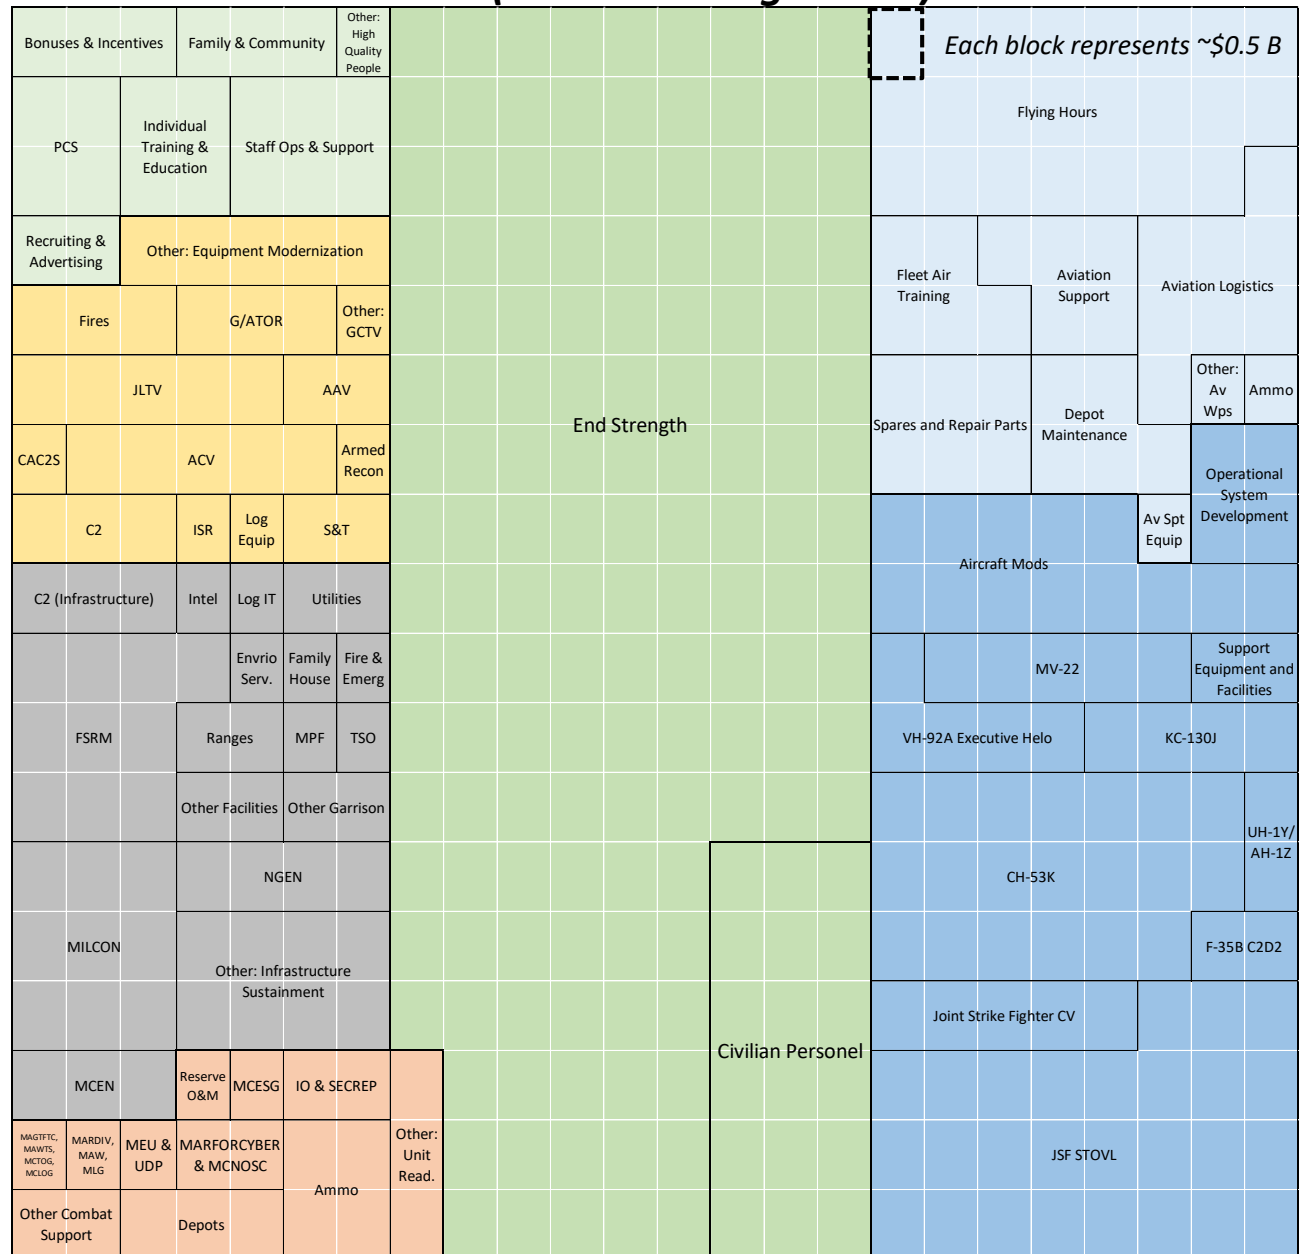 Bonuses & Incentives
Family & Community
Other:
High
Quality
People
Each block represents ~$0.5 B
PCS
Individual
Training &
Education
Staff Ops & Support
Flying Hours
Recruiting &
Advertising
Other: Equipment Modernization
Fleet Air
Training
Aviation
Support
Aviation Logistics
Fires
G/ATOR
Other:
GCTV
JLTV
AAV
Other:
Av
Wps
Ammo
End Strength
Spares and Repair Parts
Depot
Maintenance
CAC2S
ACV
Armed
Recon
Operational
System
Development
C2
ISR
Log
Equip
S&T
Av Spt
Equip
Aircraft Mods
C2 (Infrastructure)
Intel
Log IT
Utilities
Envrio
Serv.
Family
House
Fire &
Emerg
MV-22
Support
Equipment and
Facilities
FSRM
Ranges
MPF
TSO
VH-92A Executive Helo
KC-130J
Other Facilities
Other Garrison
UH-1Y/
AH-1Z
NGEN
CH-53K
MILCON
Other: Infrastructure
Sustainment
F-35B C2D2
Joint Strike Fighter CV
Civilian Personel
MCEN
Reserve
O&M
MCESG
IO & SECREP
MAGTFTC,
MAWTS,
MCTOG,
MCLOG
MARDIV,
MAW,
MLG
MEU &
UDP
MARFORCYBER
& MCNOSC
Other:
Unit
Read.
JSF STOVL
Ammo
Other Combat
Support
Depots